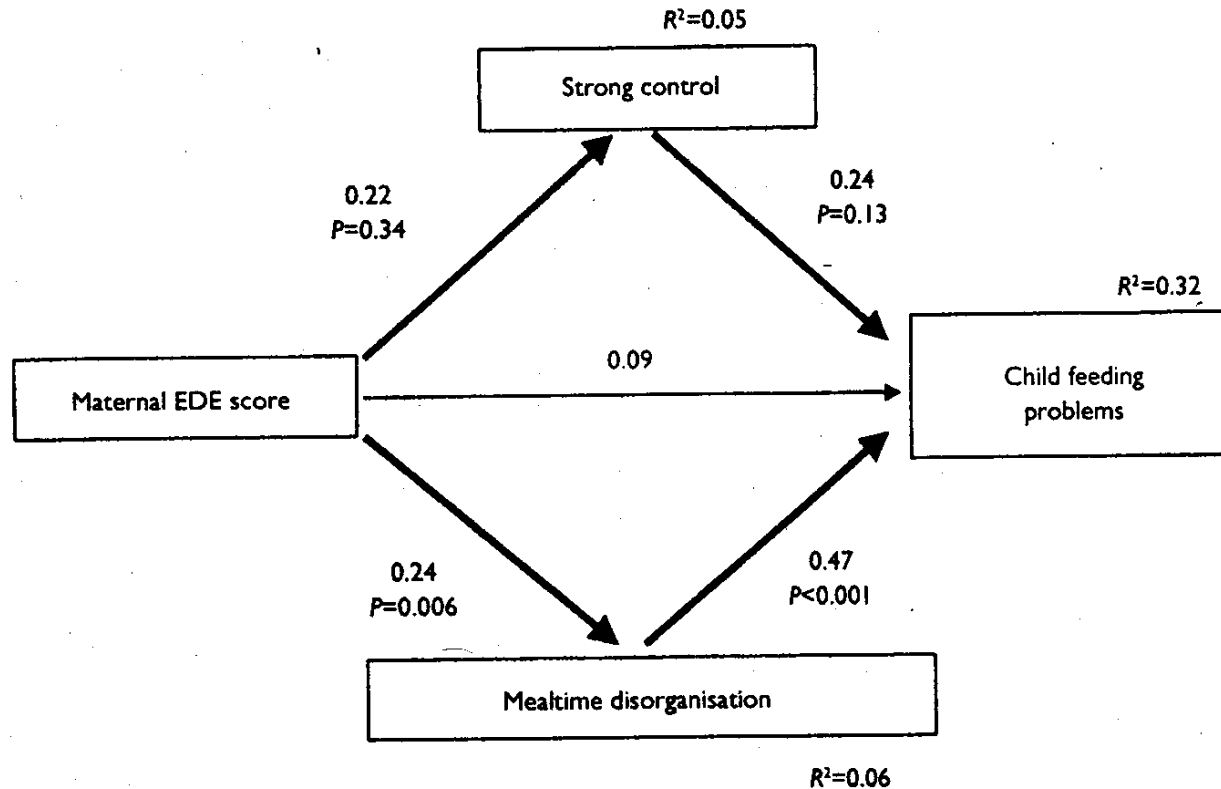 R²=0.05
Strong control
0.22
P=0.34
0.24
P=0.13
R²=0.32
Maternal EDE score
0.09
Child feeding
problems
0.24
P=0.006
0.47
P<0.001
Mealtime disorganisation
R²=0.06